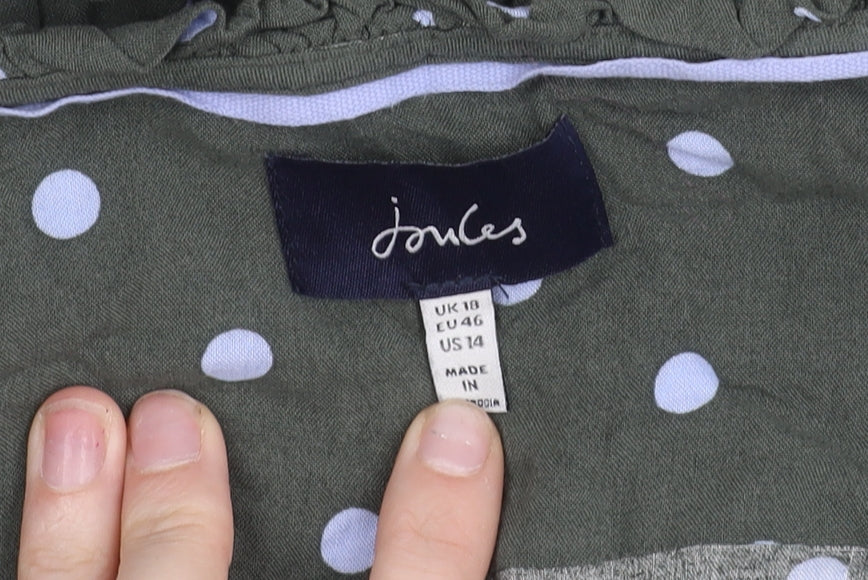 joules
UK 18
EU 46
US 14
MADE
IN